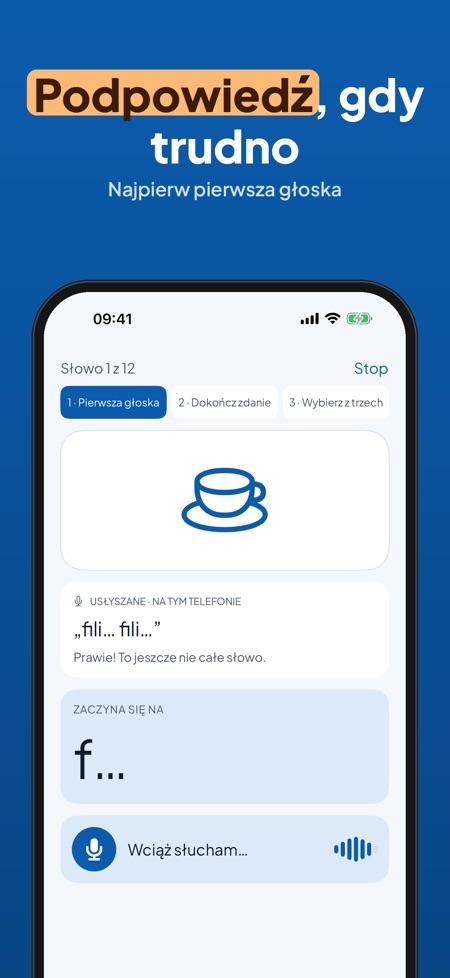 Podpowiedź, gdy
trudno
Najpierw pierwsza głoska
09:41
Słowo 1 z 12
Stop
1 · Pierwsza głoska
2 · Dokończ zdanie
3 · Wybierz z trzech
USŁYSZANE · NA TYM TELEFONIE
„fili… fili…”
Prawie! To jeszcze nie całe słowo.
ZACZYNA SIĘ NA
f…
Wciąż słucham…